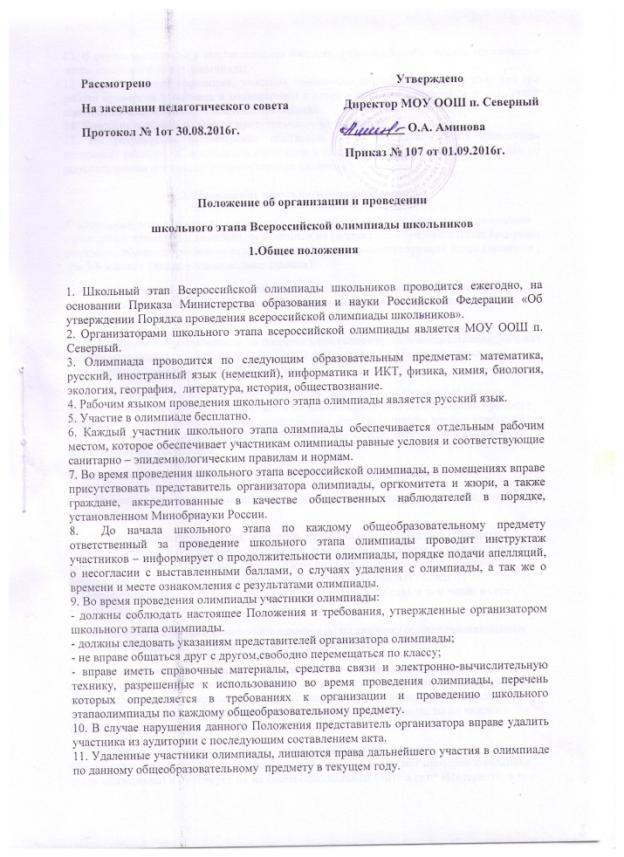 Рассмотрено
Утверждено
На заседании педагогического совета
Директор МОУ ООШ п. Северный
Протокол № 1от 30.08.2016г.
О.А. Аминова
Приказ № 107 от 01.09.2016г.
Положение об организации и проведении
школьного этапа Всероссийской олимпиады школьников
1.Общее положения
1. Школьный этап Всероссийской олимпиады школьников проводится ежегодно, на
основании Приказа Министерства образования и науки Российской Федерации «Об
утверждении Порядка проведения всероссийской олимпиады школьников».
2. Организаторами школьного этапа всероссийской олимпиады является МОУ ООШ п.
Северный.
3. Олимпиада проводится по следующим образовательным предметам: математика,
русский, иностранный язык (немецкий), информатика и ИКТ, физика, химия, биология,
экология, география, литература, история, обществознание.
4. Рабочим языком проведения школьного этапа олимпиады является русский язык.
5. Участие в олимпиаде бесплатно.
6. Каждый участник школьного этапа олимпиады обеспечивается отдельным рабочим
местом, которое обеспечивает участникам олимпиады равные условия и соответствующие
санитарно – эпидемиологическим правилам и нормам.
7. Во время проведения школьного этапа всероссийской олимпиады, в помещениях вправе
присутствовать представитель организатора олимпиады, оргкомитета и жюри, а также
граждане, аккредитованные в качестве общественных наблюдателей в порядке,
установленном Минобрнауки России.
8. До начала школьного этапа по каждому общеобразовательному предмету
ответственный за проведение школьного этапа олимпиады проводит инструктаж
участников – информирует о продолжительности олимпиады, порядке подачи апелляций,
о несогласии с выставленными баллами, о случаях удаления с олимпиады, а так же о
времени и месте ознакомления с результатами олимпиады.
9. Во время проведения олимпиады участники олимпиады:
- должны соблюдать настоящее Положения и требования, утвержденные организатором
школьного этапа олимпиады.
- должны следовать указаниям представителей организатора олимпиады;
- не вправе общаться друг с другом,свободно перемещаться по классу;
- вправе иметь справочные материалы, средства связи и электронно-вычислительную
технику, разрешенные к использованию во время проведения олимпиады, перечень
которых определяется в требованиях к организации и проведению школьного
этапаолимпиады по каждому общеобразовательному предмету.
10. В случае нарушения данного Положения представитель организатора вправе удалить
участника из аудитории с последующим составлением акта.
11. Удаленные участники олимпиады, лишаются права дальнейшего участия в олимпиаде
по данному общеобразовательному предмету в текущем году.